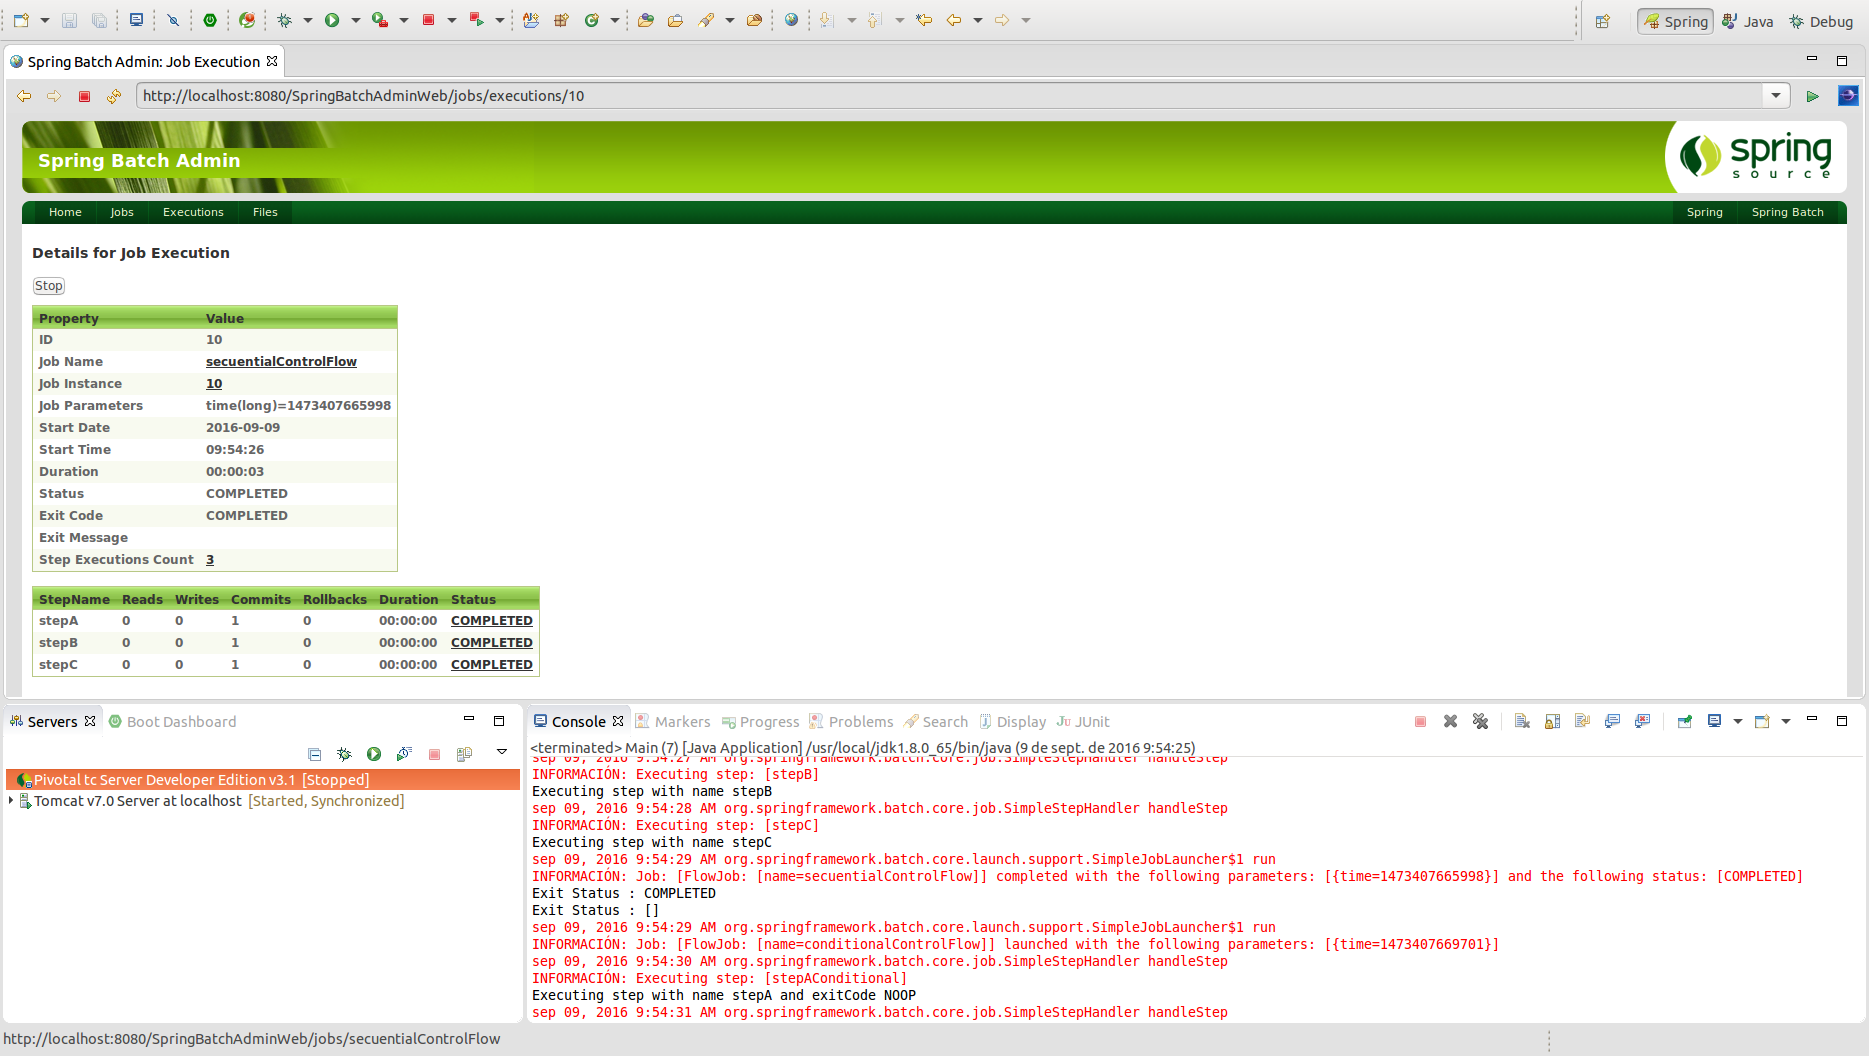 Spring
Java
Debug
Spring Batch Admin: Job Execution
http://localhost:8080/SpringBatchAdminWeb/jobs/executions/10
Spring Batch Admin
spring
source
Home Jobs Executions Files Spring Spring Batch
Details for Job Execution
Stop
Property Value
ID 10
Job Name secuentialControlFlow
Job Instance 10
Job Parameters time(long)=1473407665998
Start Date 2016-09-09
Start Time 09:54:26
Duration 00:00:03
Status COMPLETED
Exit Code COMPLETED
Exit Message
Step Executions Count 3
StepName Reads Writes Commits Rollbacks Duration Status
stepA 0 0 1 0 00:00:00 COMPLETED
stepB 0 0 1 0 00:00:00 COMPLETED
stepC 0 0 1 0 00:00:00 COMPLETED
Servers Boot Dashboard
Pivotal tc Server Developer Edition v3.1 [Stopped]
Tomcat v7.0 Server at localhost [Started, Synchronized]
Console Markers Progress Problems Search Display JUnit
<terminated> Main (7) [Java Application] /usr/local/jdk1.8.0_65/bin/java (9 de sept. de 2016 9:54:25)
sep 09, 2016 9:54:27 AM org.springframework.batch.core.job.SimpleStepHandler handleStep
INFORMACIÓN: Executing step: [stepB]
Executing step with name stepB
sep 09, 2016 9:54:28 AM org.springframework.batch.core.job.SimpleStepHandler handleStep
INFORMACIÓN: Executing step: [stepC]
Executing step with name stepC
sep 09, 2016 9:54:29 AM org.springframework.batch.core.launch.support.SimpleJobLauncher$1 run
INFORMACIÓN: Job: [FlowJob: [name=secuentialControlFlow]] completed with the following parameters: [{time=1473407665998}] and the following status: [COMPLETED]
Exit Status : COMPLETED
Exit Status : []
sep 09, 2016 9:54:29 AM org.springframework.batch.core.launch.support.SimpleJobLauncher$1 run
INFORMACIÓN: Job: [FlowJob: [name=conditionalControlFlow]] launched with the following parameters: [{time=1473407669701}]
sep 09, 2016 9:54:30 AM org.springframework.batch.core.job.SimpleStepHandler handleStep
INFORMACIÓN: Executing step: [stepAConditional]
Executing step with name stepA and exitCode NOOP
sep 09, 2016 9:54:31 AM org.springframework.batch.core.job.SimpleStepHandler handleStep
http://localhost:8080/SpringBatchAdminWeb/jobs/secuentialControlFlow